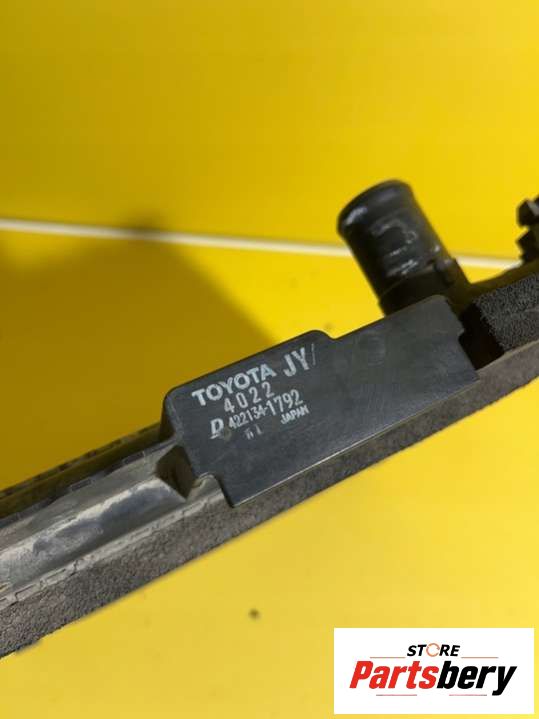 TOYOTA JY/
4022
D 422134-1792
JAPAN
STORE
Partsbery